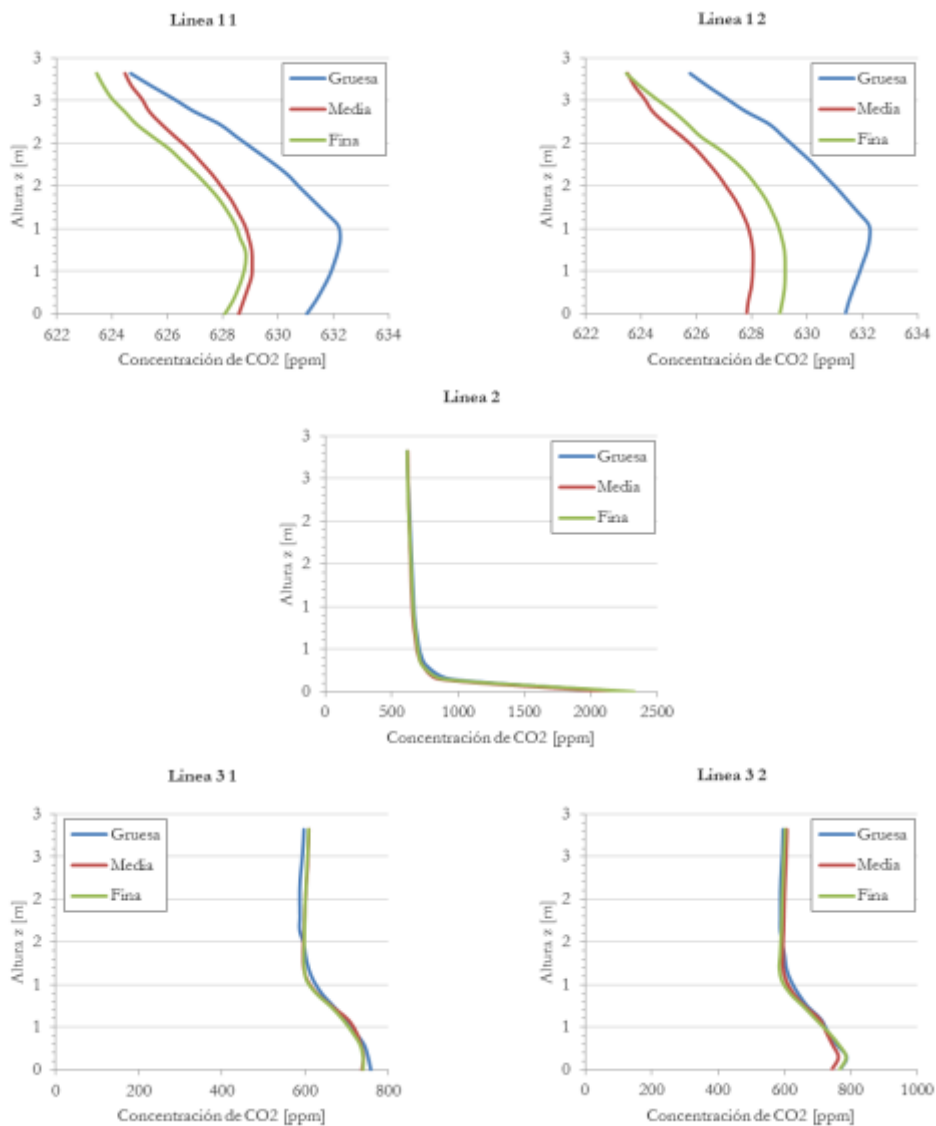 Linea 1 1
3
3
2
2
1
1
0
Altura z [m]
622 624 626 628 630 632 634
Concentración de CO2 [ppm]
Gruesa
Media
Fina
Linea 1 2
3
3
2
2
1
1
0
Altura z [m]
622 624 626 628 630 632 634
Concentración de CO2 [ppm]
Gruesa
Media
Fina
Linea 2
3
3
2
2
1
1
0
Altura z [m]
0 500 1000 1500 2000 2500
Concentración de CO2 [ppm]
Gruesa
Media
Fina
Linea 3 1
3
3
2
2
1
1
0
Altura z [m]
0 200 400 600 800
Concentración de CO2 [ppm]
Gruesa
Media
Fina
Linea 3 2
3
3
2
2
1
1
0
Altura z [m]
0 200 400 600 800 1000
Concentración de CO2 [ppm]
Gruesa
Media
Fina